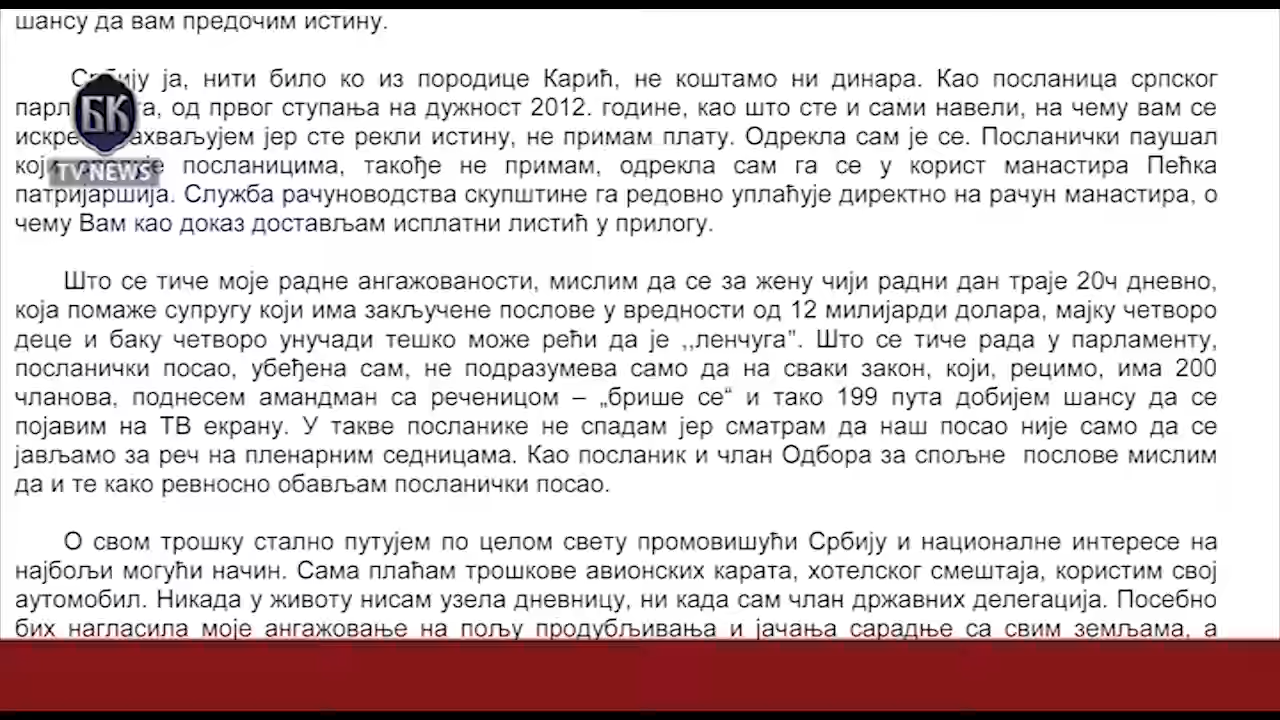 шансу да вам предочим истину.
Србију ја, нити било ко из породице Карић, не коштамо ни динара. Као посланица српског
од првог ступања на дужност 2012. године, као што сте и сами навели, на чему вам се
јер сте рекли истину, не примам плату. Одрекла сам је се. Посланички паушал
посланицима, такође не примам, одрекла сам га се у корист манастира Пећка
патријаршија. Служба рачуноводства скупштине га редовно уплаћује директно на рачун манастира, о
чему Вам као доказ достављам исплатни листић у прилогу.
Што се тиче моје радне ангажованости, мислим да се за жену чији радни дан траје 20ч дневно,
која помаже супругу који има закључене послове у вредности од 12 милијарди долара, мајку четворо
деце и баку четворо унучади тешко може рећи да је ,,ленчуга”. Што се тиче рада у парламенту,
посланички посао, убеђена сам, не подразумева само да на сваки закон, који, рецимо, има 200
чланова, поднесем амандман са реченицом – „брише се“ и тако 199 пута добијем шансу да се
појавим на ТВ екрану. У такве посланике не спадам јер сматрам да наш посао није само да се
јављамо за реч на пленарним седницама. Као посланик и члан Одбора за спољне послове мислим
да и те како ревносно обављам посланички посао.
О свом трошку стално путујем по целом свету промовишући Србију и националне интересе на
најбољи могући начин. Сама плаћам трошкове авионских карата, хотелског смештаја, користим свој
аутомобил. Никада у животу нисам узела дневницу, ни када сам члан државних делегација. Посебно
бих нагласила моје ангажовање на пољу продубљивања и јачања сарадње са свим земљама, а
БК
TV NEWS